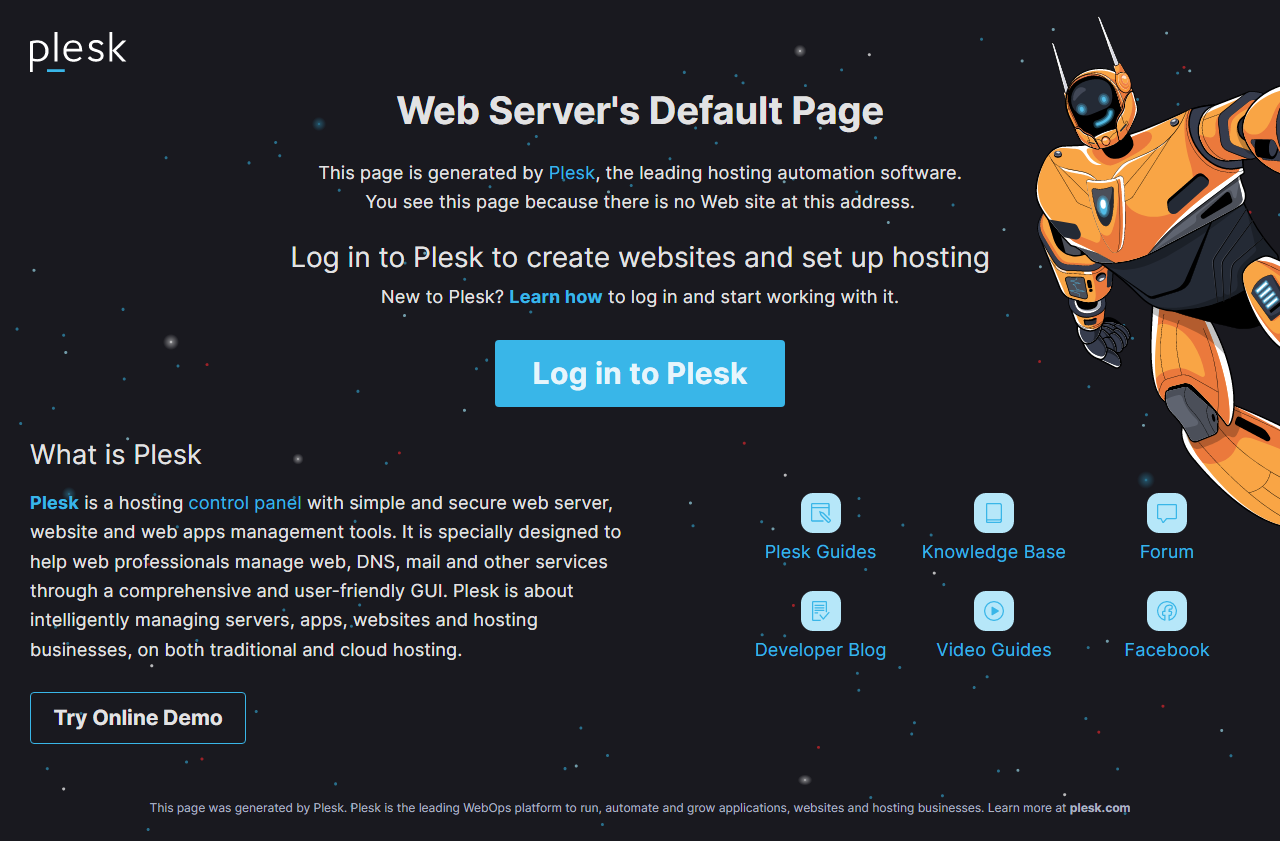 plesk
Web Server's Default Page
This page is generated by Plesk, the leading hosting automation software.
You see this page because there is no Web site at this address.
Log in to Plesk to create websites and set up hosting
New to Plesk? Learn how to log in and start working with it.
Log in to Plesk
What is Plesk
Plesk is a hosting control panel with simple and secure web server,
website and web apps management tools. It is specially designed to
help web professionals manage web, DNS, mail and other services
through a comprehensive and user-friendly GUI. Plesk is about
intelligently managing servers, apps, websites and hosting
businesses, on both traditional and cloud hosting.
Try Online Demo
Plesk Guides
Knowledge Base
Forum
Developer Blog
Video Guides
Facebook
This page was generated by Plesk. Plesk is the leading WebOps platform to run, automate and grow applications, websites and hosting businesses. Learn more at plesk.com